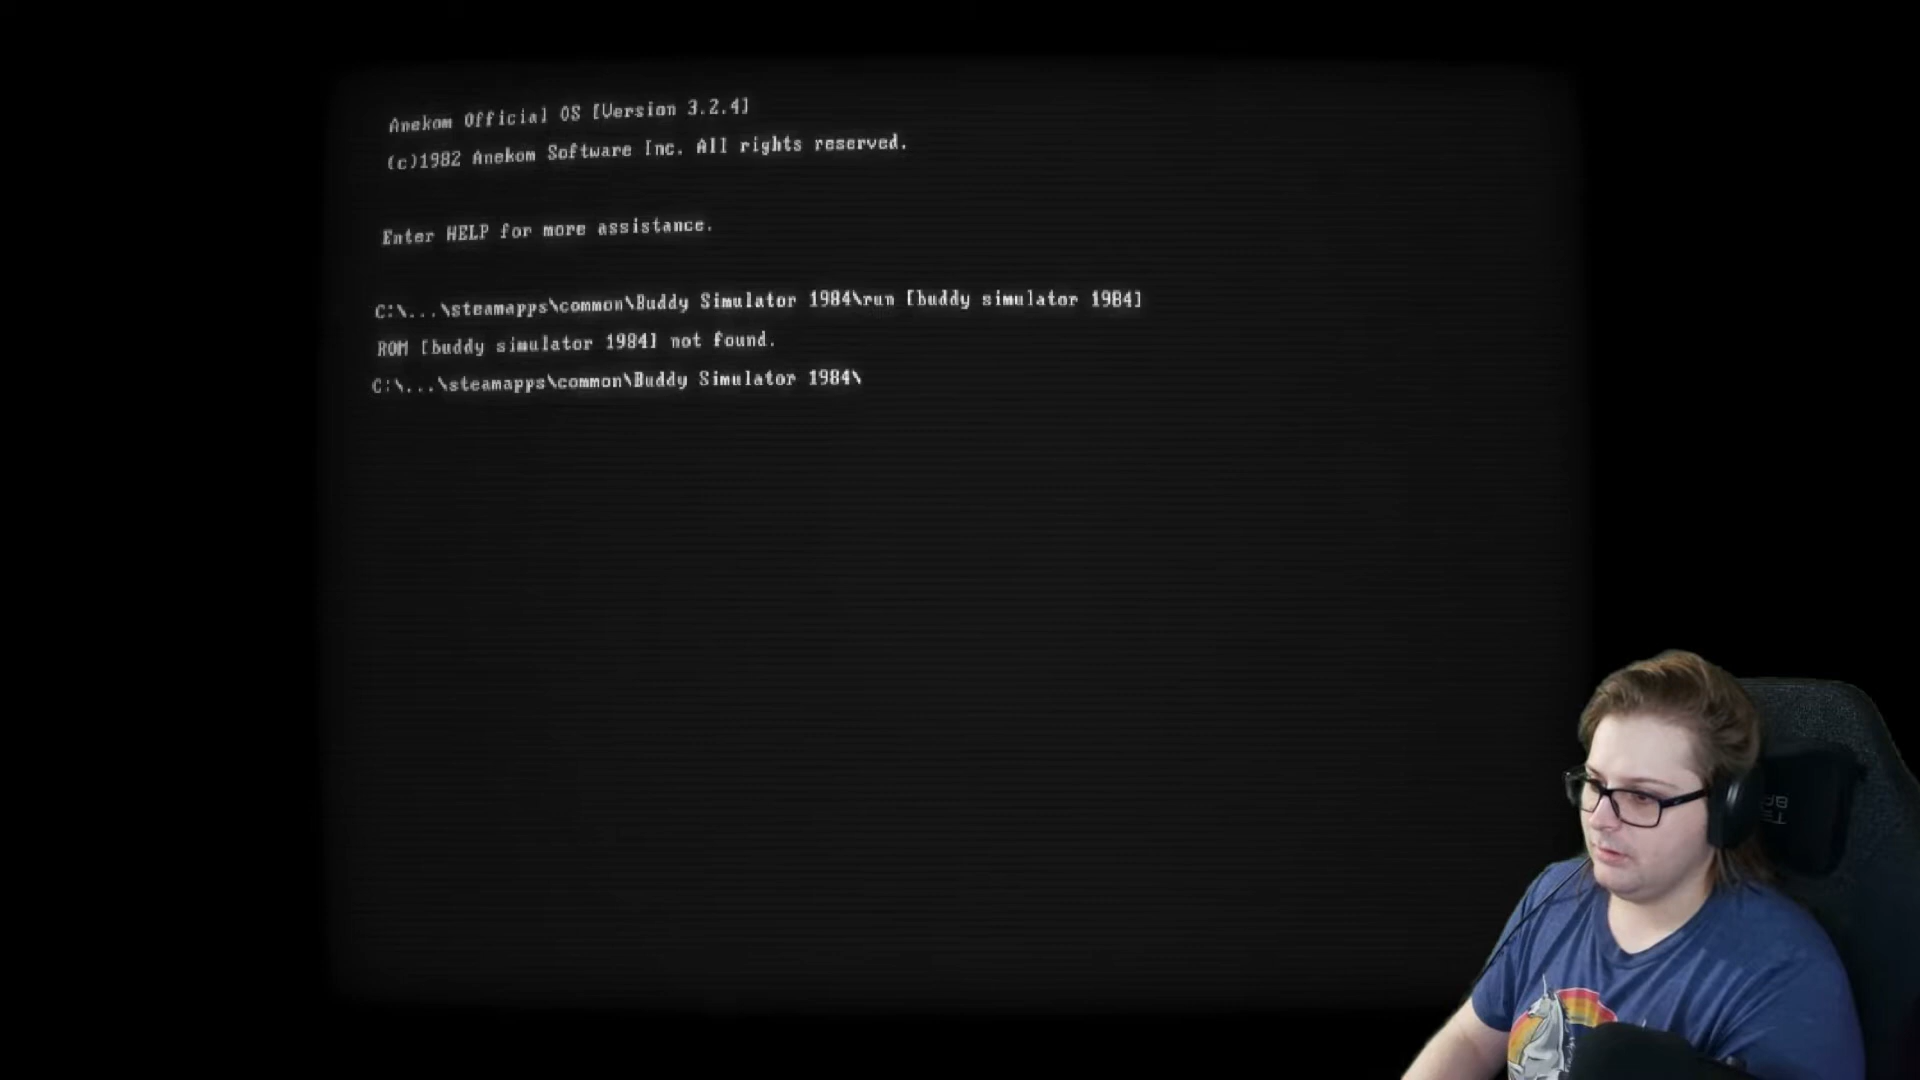 Anekom Official OS [Version 3.2.4]
(c)1982 Anekom Software Inc. All rights reserved.
Enter HELP for more assistance.
C:\...\steamapps\common\Buddy Simulator 1984\run [buddy simulator 1984]
ROM [buddy simulator 1984] not found.
C:\...\steamapps\common\Buddy Simulator 1984\